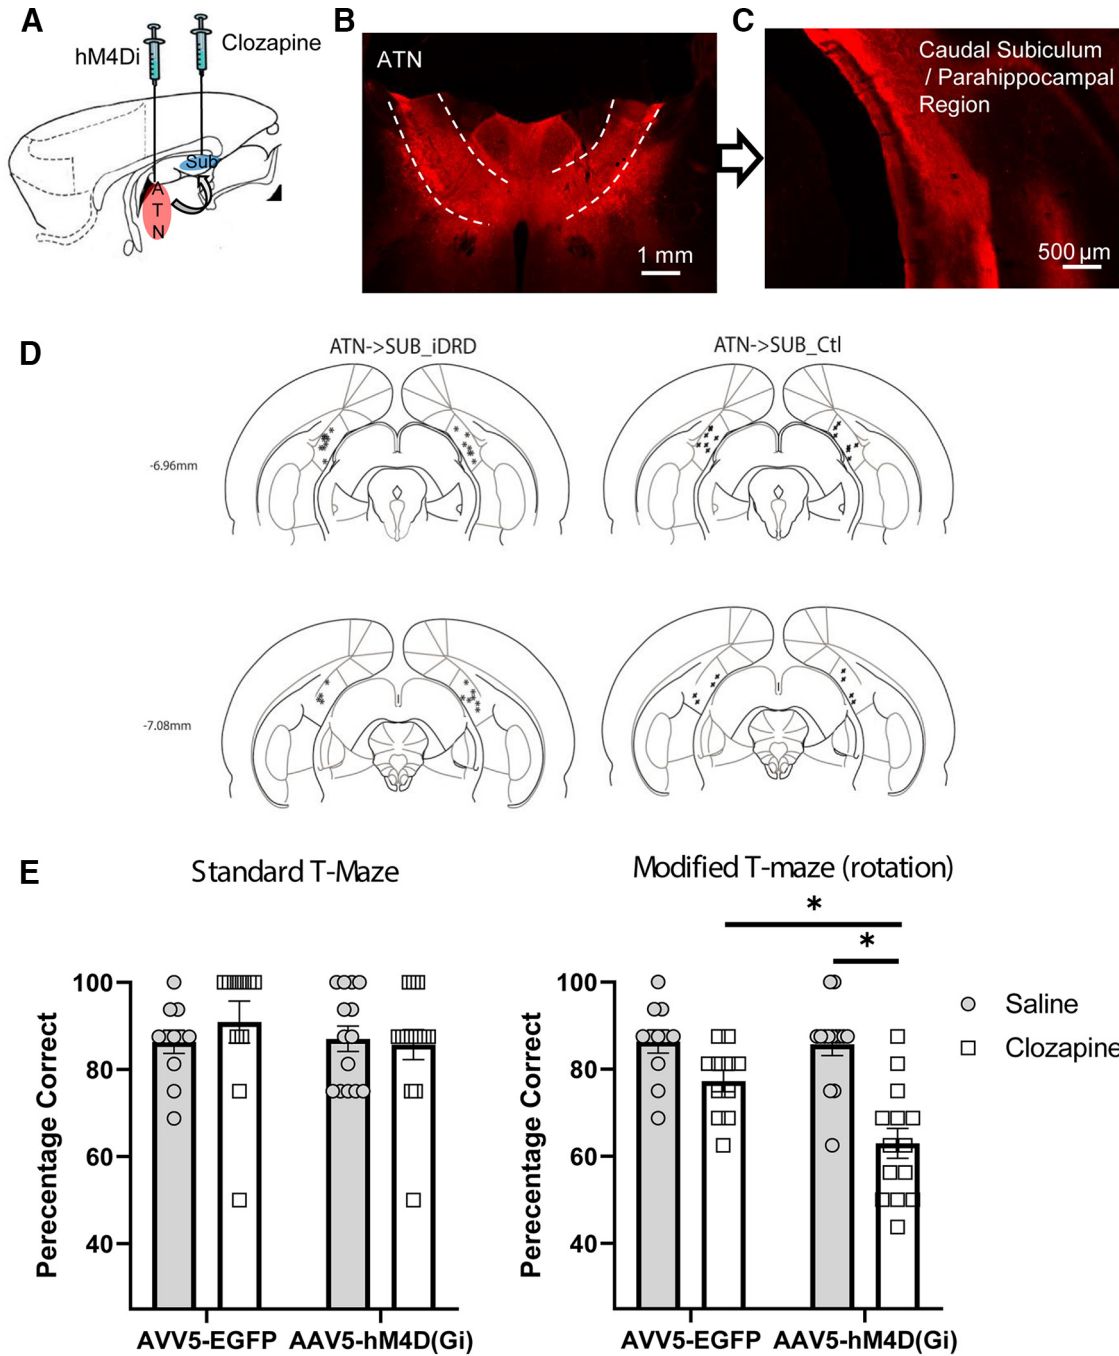 A
hM4Di
Clozapine
Sub
A
T
N
B
ATN
1 mm
C
Caudal Subiculum
/ Parahippocampal
Region
500 µm
D
ATN->SUB_iDRD
ATN->SUB_Ctl
-6.96mm
-7.08mm
E
Standard T-Maze
Perecentage Correct
100
80
60
40
AVV5-EGFP
AAV5-hM4D(Gi)
Modified T-maze (rotation)
*
*
Perecentage Correct
100
80
60
40
AVV5-EGFP
AAV5-hM4D(Gi)
Saline
Clozapine